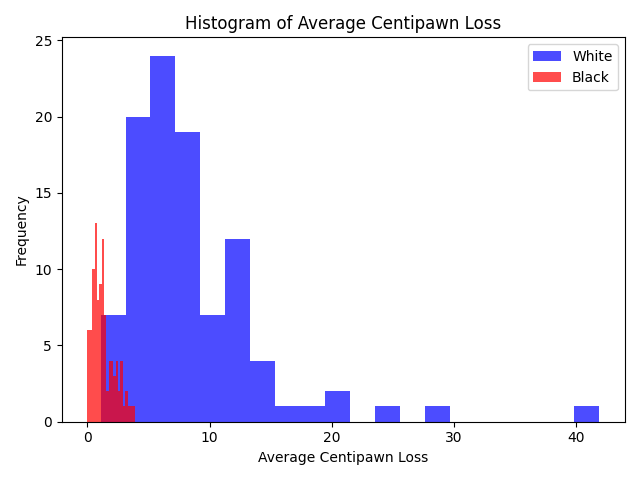 Histogram of Average Centipawn Loss
White
Black
Frequency
25
20
15
10
5
0
0 10 20 30 40
Average Centipawn Loss